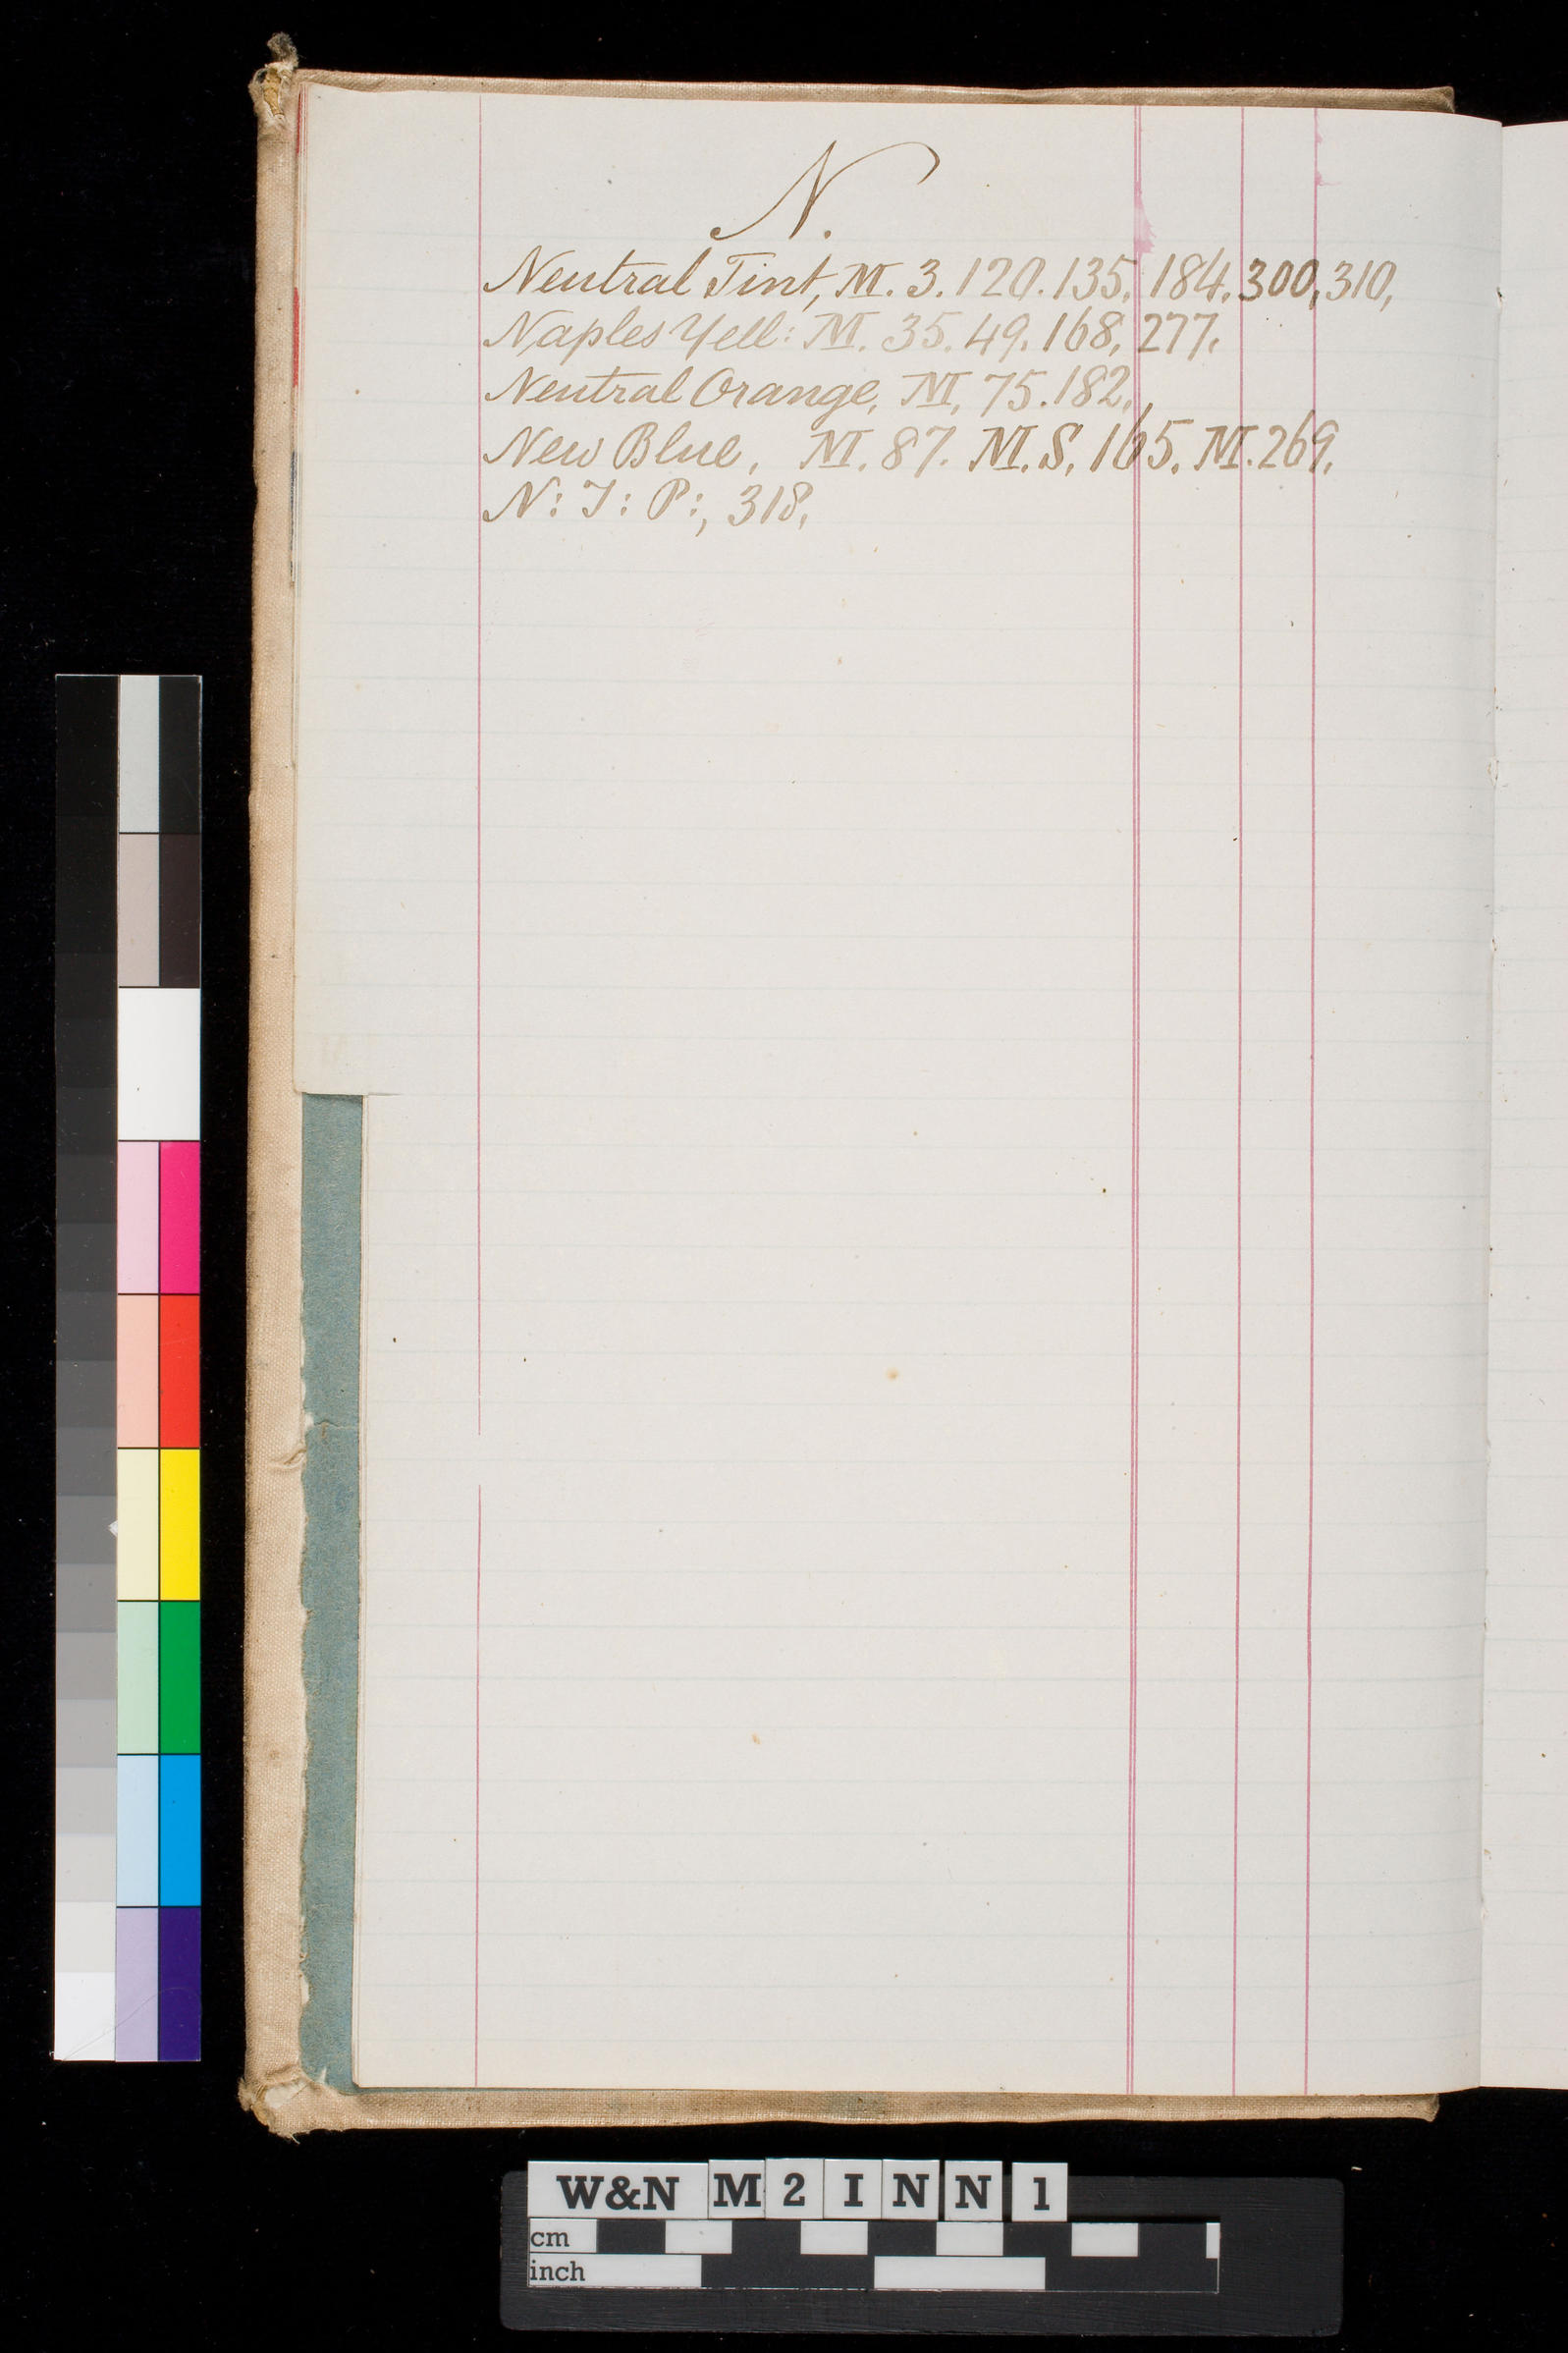 N.
Neutral Tint, M. 3. 120. 135. 184. 300, 310,
Naples Yell: M. 35. 49. 168, 277.
Neutral Orange, M, 75. 182.
New Blue, M. 87. M.S. 165. M. 269.
N: T: P:, 318,
W&N M 2 I N N 1
cm
inch